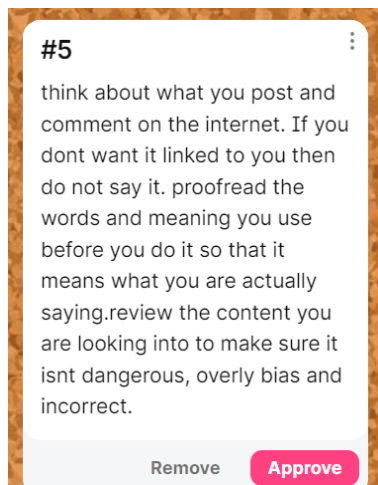 #5
think about what you post and
comment on the internet. If you
dont want it linked to you then
do not say it. proofread the
words and meaning you use
before you do it so that it
means what you are actually
saying.review the content you
are looking into to make sure it
isnt dangerous, overly bias and
incorrect.
Remove Approve